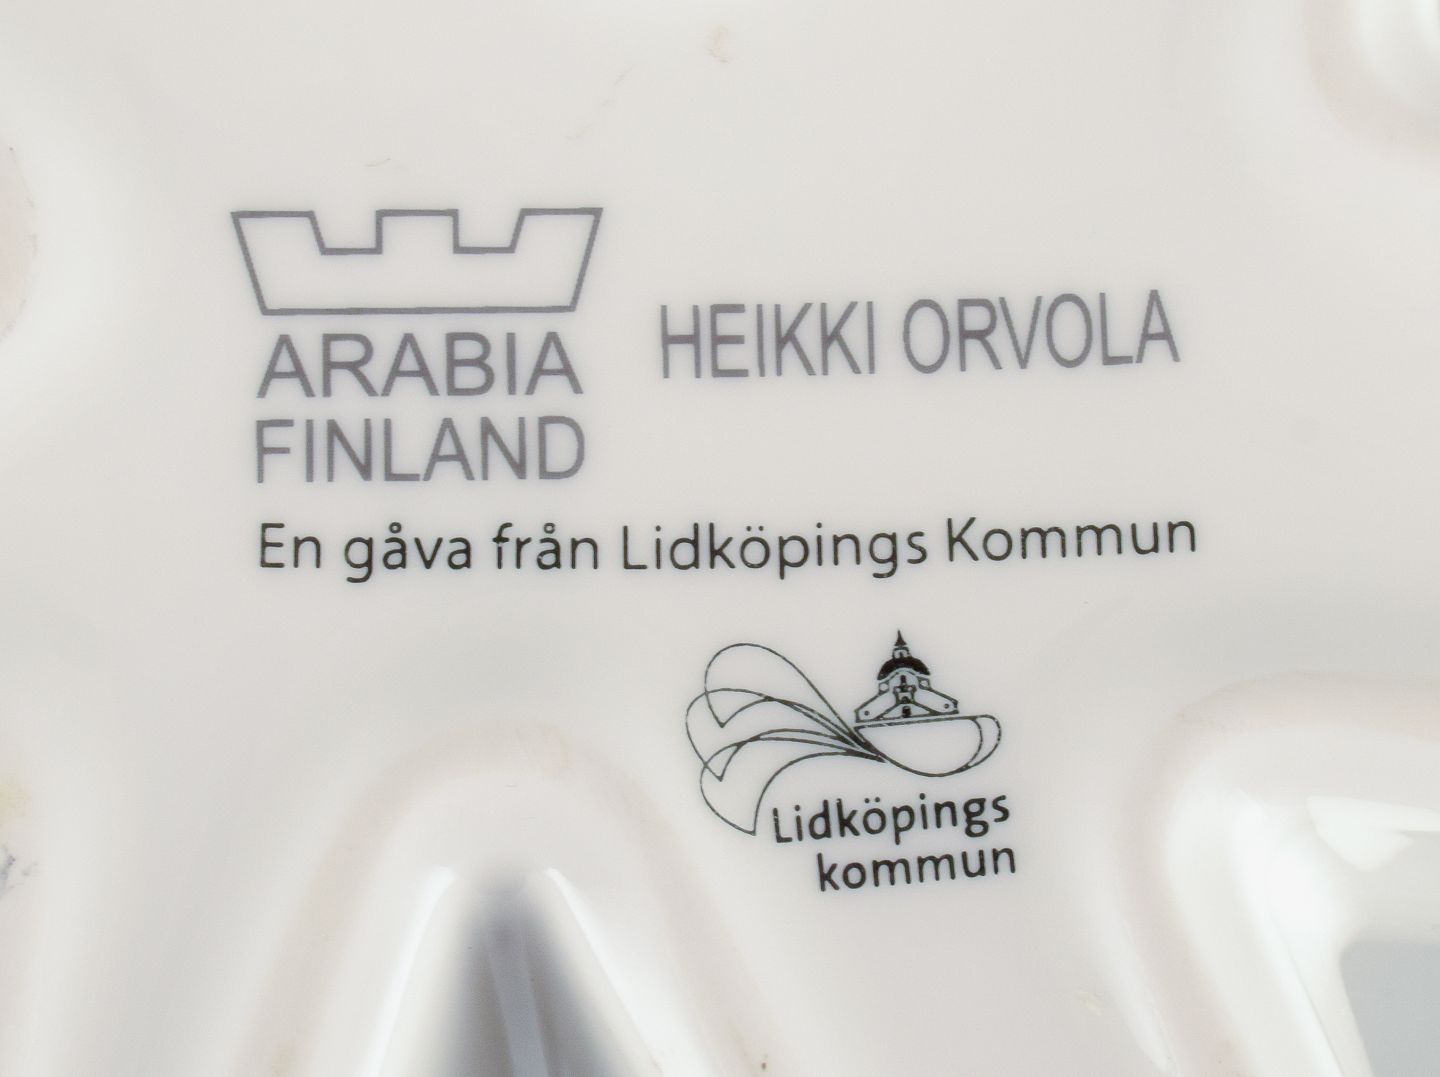 ARABIA
FINLAND
HEIKKI ORVOLA
En gåva från Lidköpings Kommun
Lidköpings
kommun